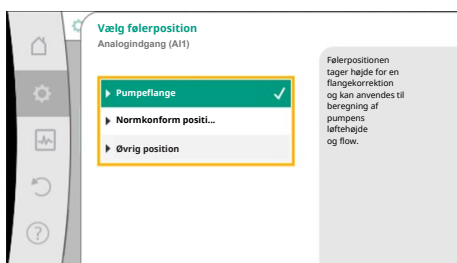 Vælg følerposition
Analogindgang (AI1)
Pumpeflange
Normkonform positi...
Øvrig position
Følerpositionen
tager højde for en
flangekorrektion
og kan anvendes til
beregning af
pumpens
løftehøjde
og flow.